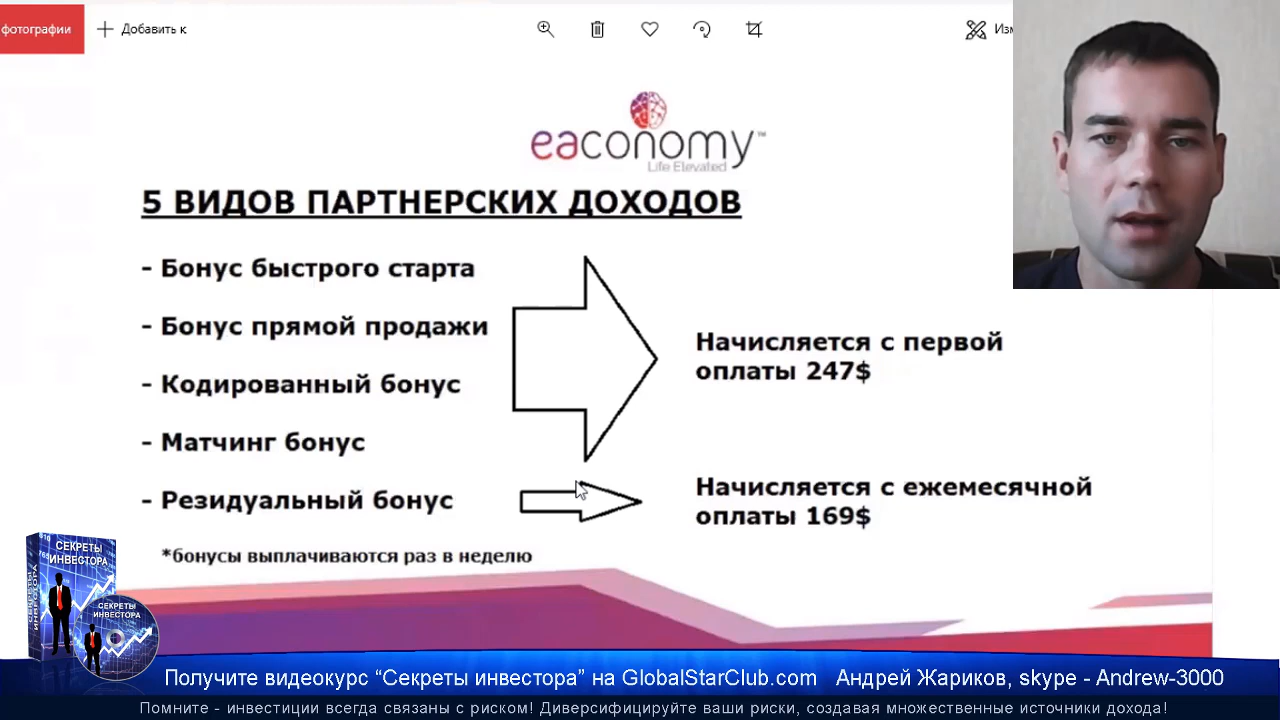 фотографии
Добавить к
eaconomy™
Life Elevated
5 ВИДОВ ПАРТНЕРСКИХ ДОХОДОВ
- Бонус быстрого старта
- Бонус прямой продажи
- Кодированный бонус
- Матчинг бонус
- Резидуальный бонус
*бонусы выплачиваются раз в неделю
Начисляется с первой
оплаты 247$
Начисляется с ежемесячной
оплаты 169$
СЕКРЕТЫ
ИНВЕСТОРА
СЕКРЕТЫ
ИНВЕСТОРА
СЕКРЕТЫ
ИНВЕСТОРА
Получите видеокурс “Секреты инвестора” на GlobalStarClub.com Андрей Жариков, skype - Andrew-3000
Помните - инвестиции всегда связаны с риском! Диверсифицируйте ваши риски, создавая множественные источники дохода!